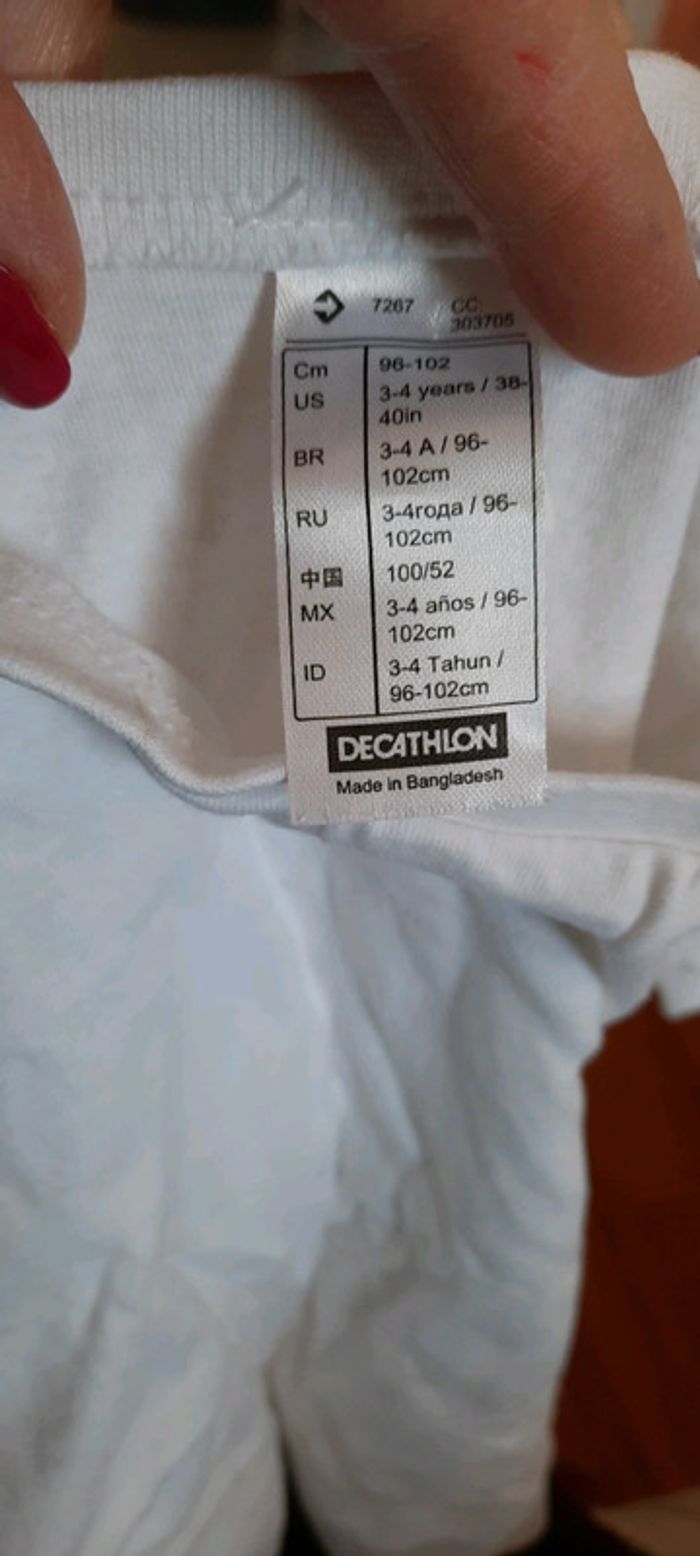 7267 CC:
303705
Cm 96-102
US 3-4 years / 38-
40in
BR 3-4 A / 96-
102cm
RU 3-4года / 96-
102cm
中国 100/52
MX 3-4 años / 96-
102cm
ID 3-4 Tahun /
96-102cm
DECATHLON
Made in Bangladesh